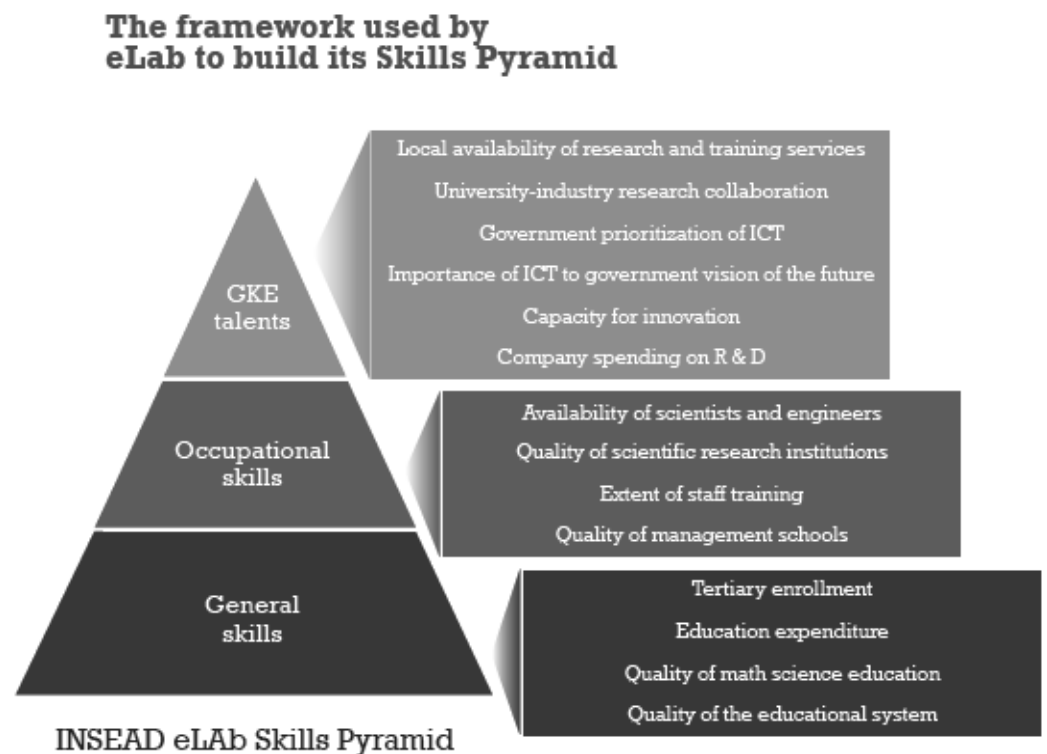 The framework used by
eLab to build its Skills Pyramid
GKE
talents
Local availability of research and training services
University-industry research collaboration
Government prioritization of ICT
Importance of ICT to government vision of the future
Capacity for innovation
Company spending on R & D
Occupational
skills
Availability of scientists and engineers
Quality of scientific research institutions
Extent of staff training
Quality of management schools
General
skills
Tertiary enrollment
Education expenditure
Quality of math science education
Quality of the educational system
INSEAD eLAb Skills Pyramid